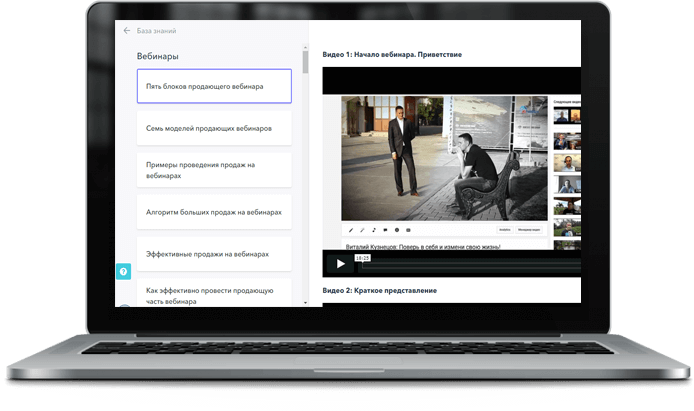 База знаний
Вебинары
Пять блоков продающего вебинара
Семь моделей продающих вебинаров
Примеры проведения продаж на
вебинарах
Алгоритм больших продаж на вебинарах
Эффективные продажи на вебинарах
Как эффективно провести продающую
часть вебинара
?
Видео 1: Начало вебинара. Приветствие
Виталий Кузнецов: Поверь в себя и измени свою жизнь!
18:25
Видео 2: Краткое представление